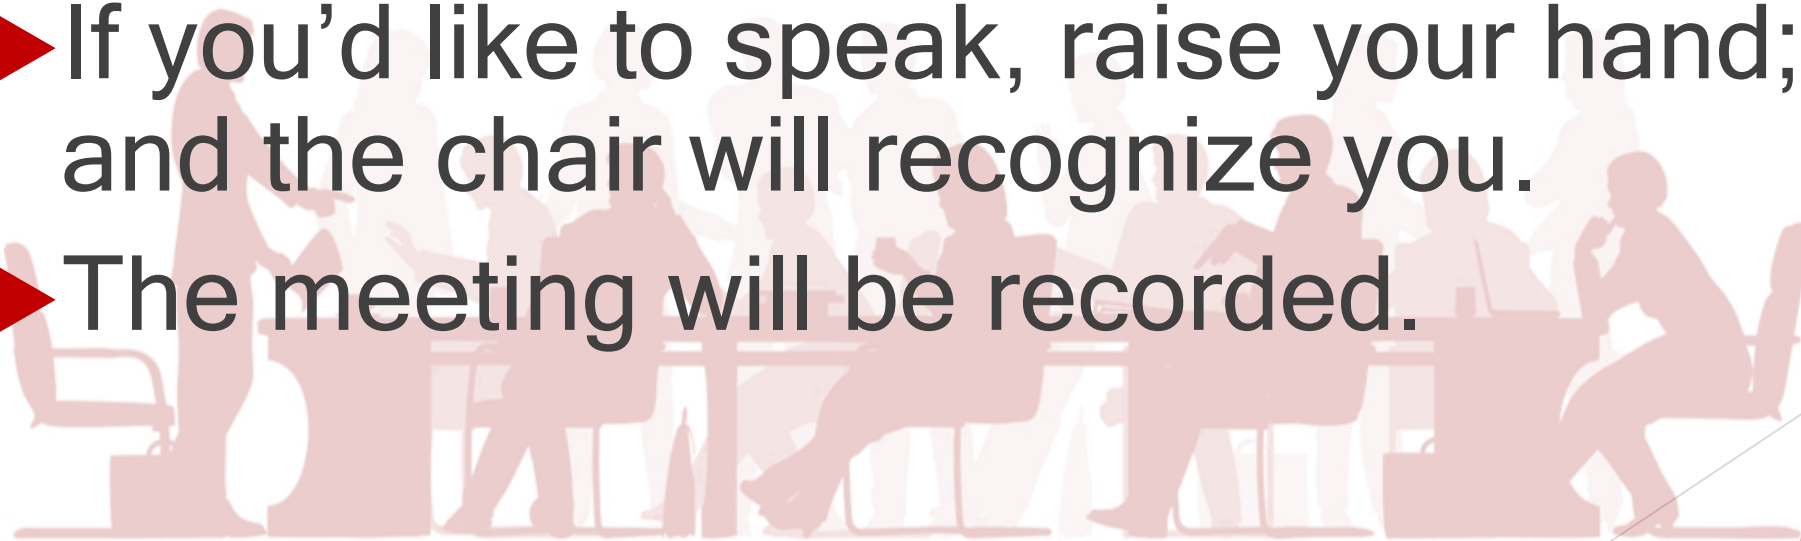 If you’d like to speak, raise your hand;
and the chair will recognize you.
The meeting will be recorded.